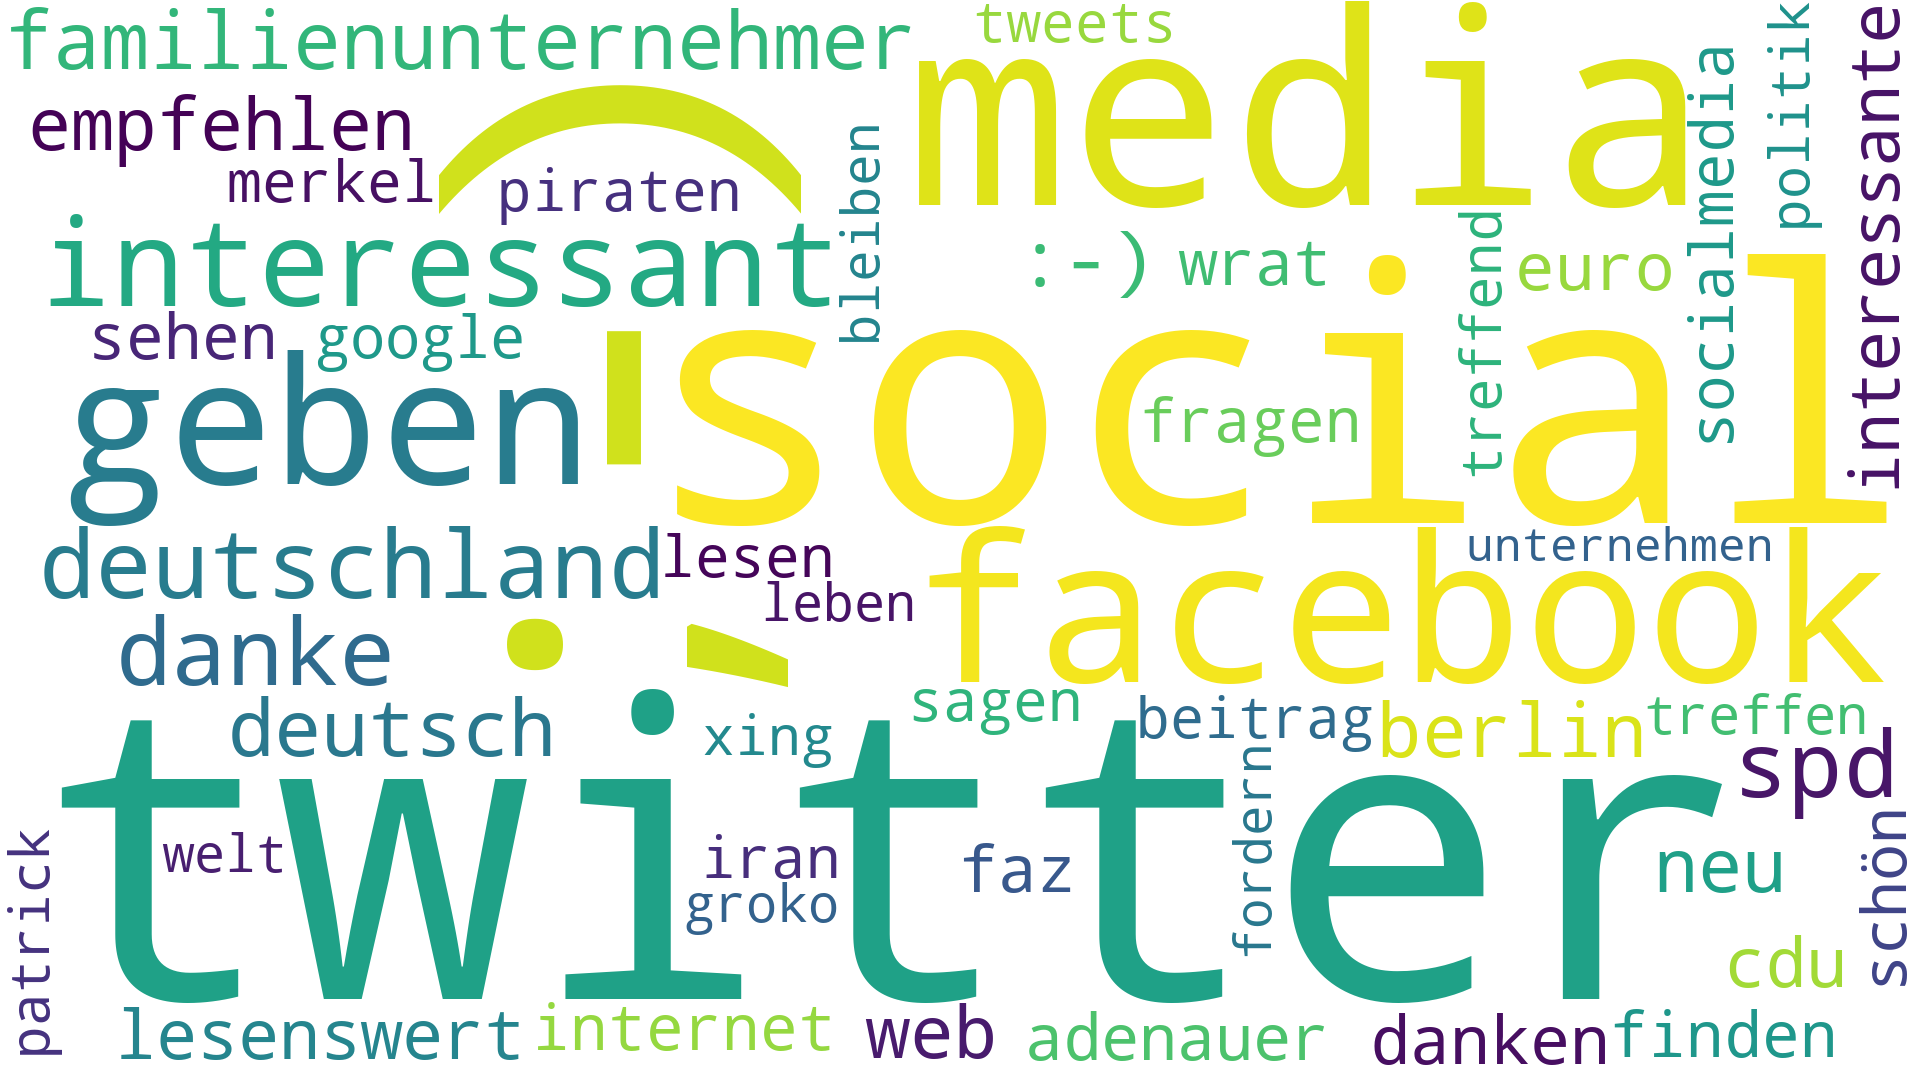 familienunternehmer
tweets
media
politik
interessante
socialmedia
empfehlen
merkel
piraten
bleiben
interessant
:-)
wrat
treffend
euro
sehen
google
geben
social
fragen
deutschland
lesen
leben
facebook
unternehmen
danke
deutsch
xing
sagen
beitrag
berlin
treffen
spd
twitter
welt
iran
groko
faz
fordern
neu
schön
patrick
cdu
lesenswert
internet
web
adenauer
danken
finden